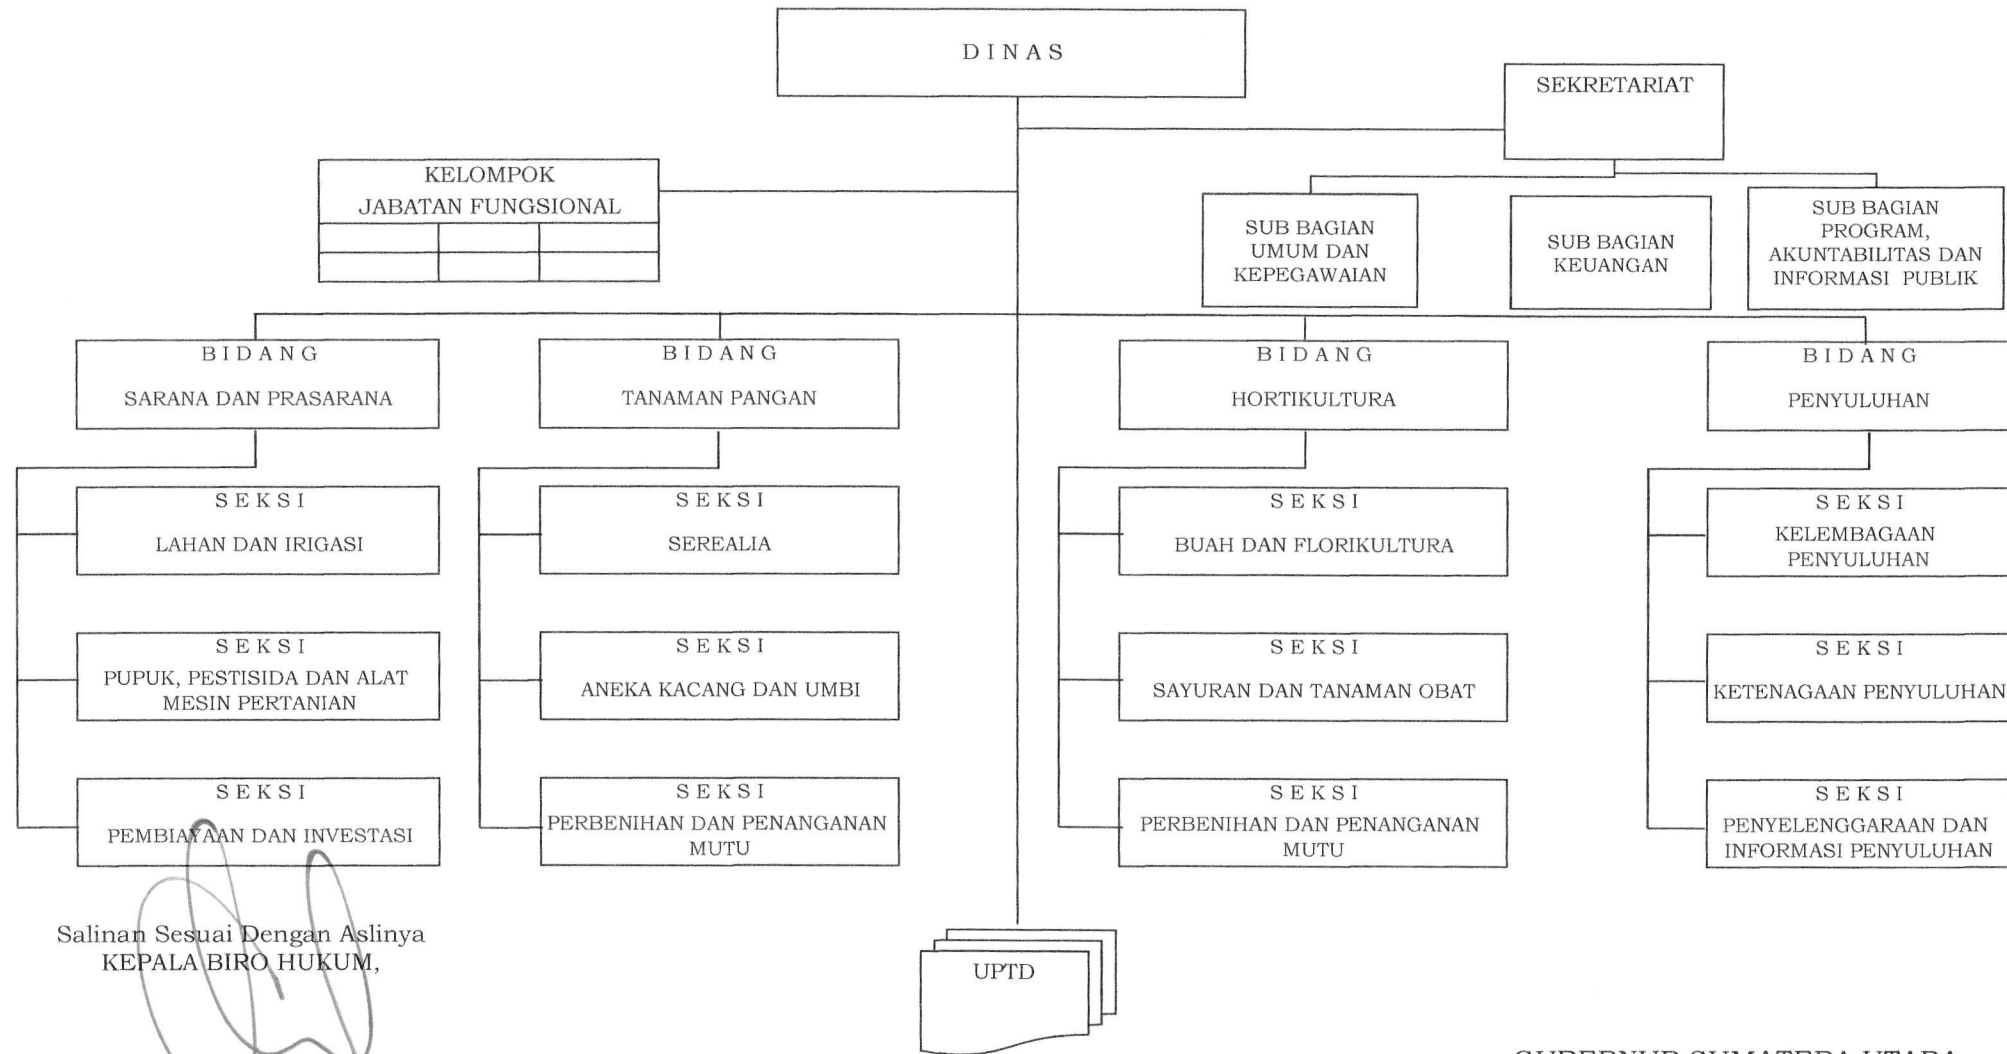 D I N A S
SEKRETARIAT
KELOMPOK
JABATAN FUNGSIONAL
SUB BAGIAN
UMUM DAN
KEPEGAWAIAN
SUB BAGIAN
KEUANGAN
SUB BAGIAN
PROGRAM,
AKUNTABILITAS DAN
INFORMASI PUBLIK
B I D A N G
SARANA DAN PRASARANA
B I D A N G
TANAMAN PANGAN
B I D A N G
HORTIKULTURA
B I D A N G
PENYULUHAN
S E K S I
LAHAN DAN IRIGASI
S E K S I
SEREALIA
S E K S I
BUAH DAN FLORIKULTURA
S E K S I
KELEMBAGAAN
PENYULUHAN
S E K S I
PUPUK, PESTISIDA DAN ALAT
MESIN PERTANIAN
S E K S I
ANEKA KACANG DAN UMBI
S E K S I
SAYURAN DAN TANAMAN OBAT
S E K S I
KETENAGAAN PENYULUHAN
S E K S I
PEMBIAYAAN DAN INVESTASI
S E K S I
PERBENIHAN DAN PENANGANAN
MUTU
S E K S I
PERBENIHAN DAN PENANGANAN
MUTU
S E K S I
PENYELENGGARAAN DAN
INFORMASI PENYULUHAN
Salinan Sesuai Dengan Aslinya
KEPALA BIRO HUKUM,
UPTD
GUBERNUR SUMATERA UTARA